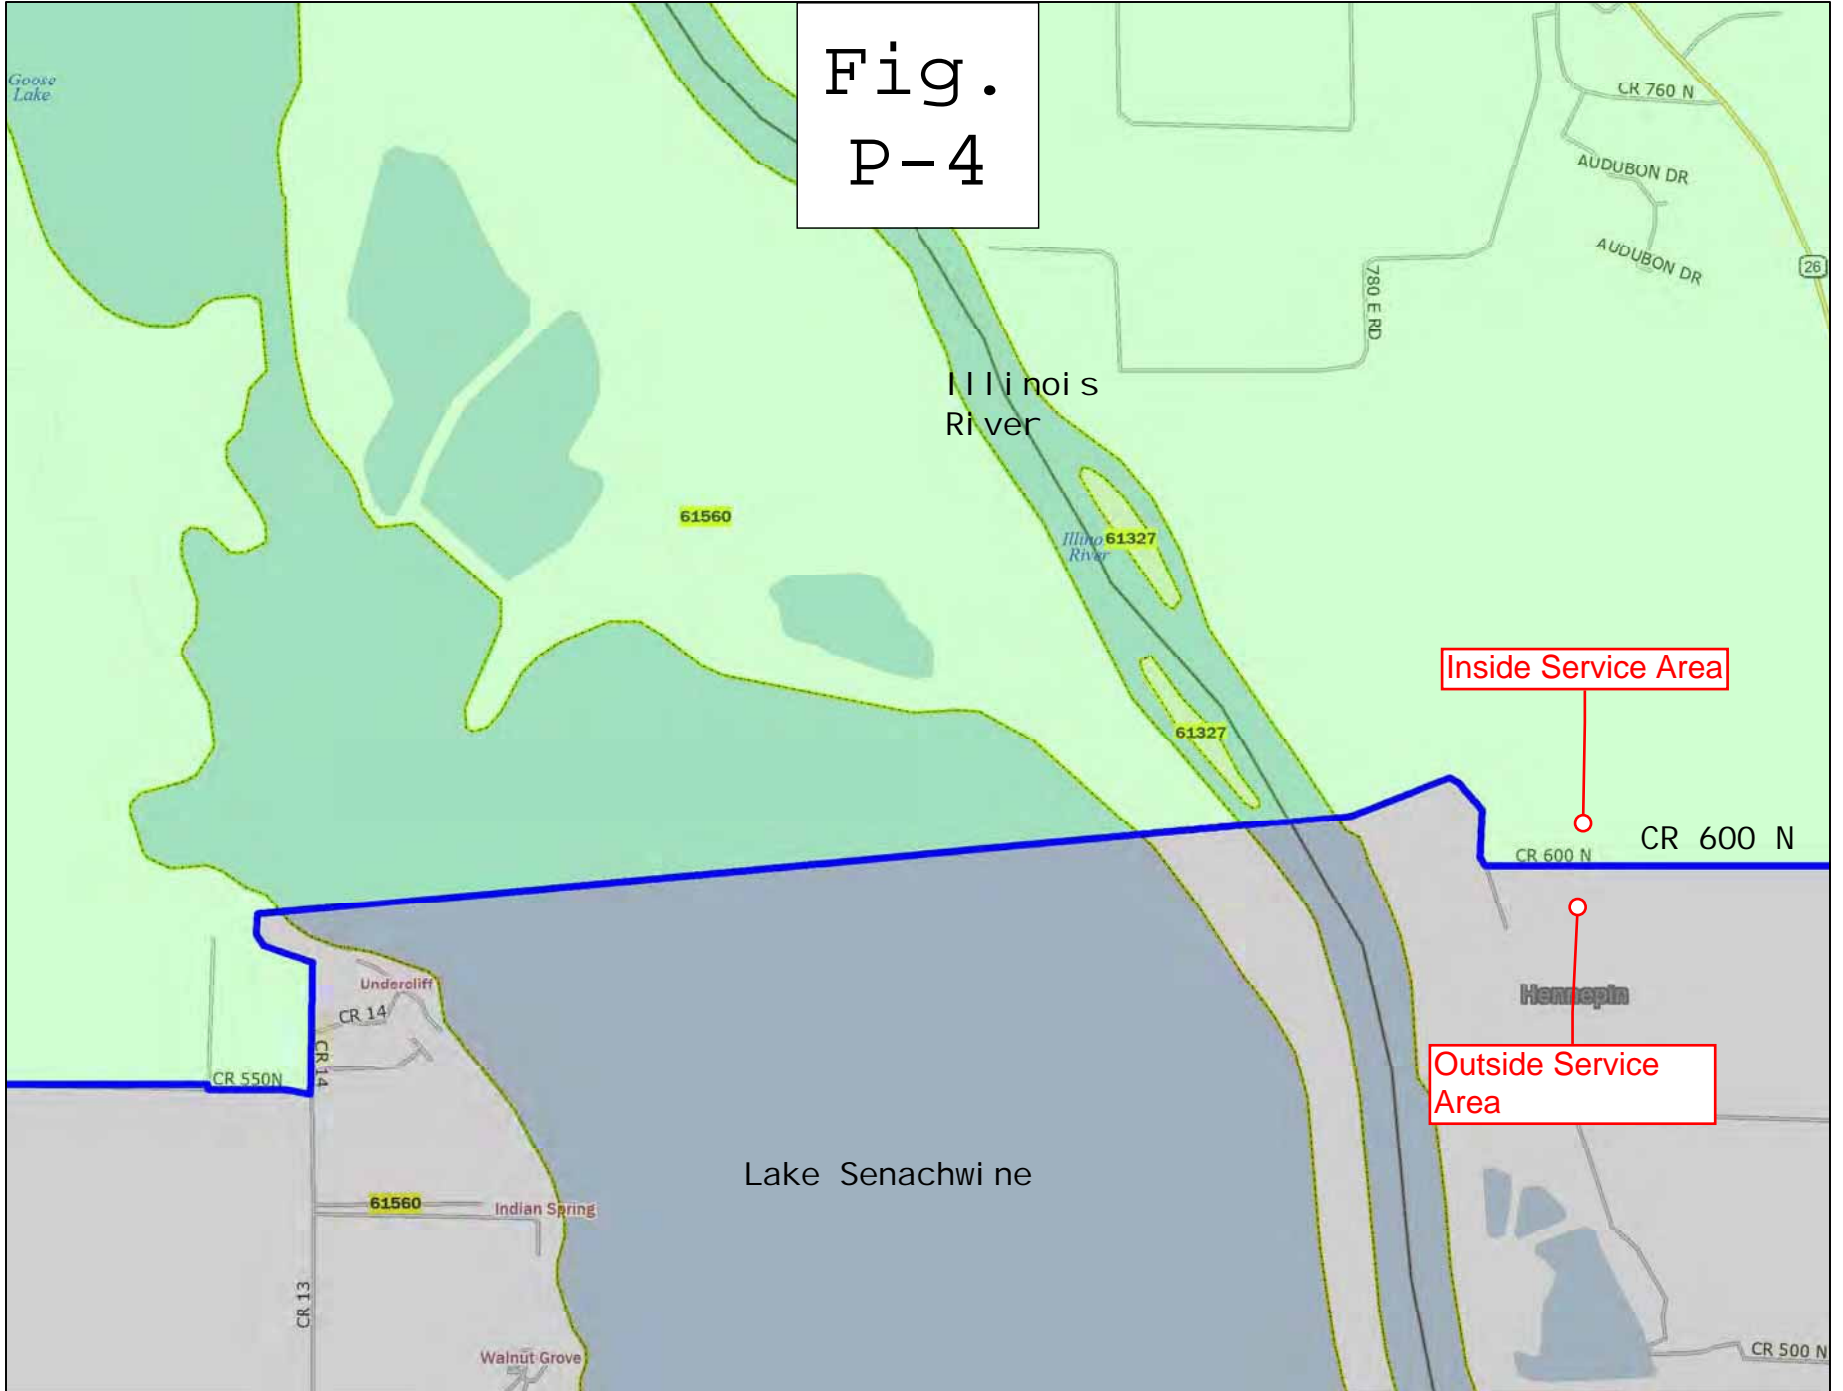 Fig.
P-4
Goose
Lake
CR 760 N
AUDUBON DR
AUDUBON DR
26
780 E RD
Illinois
River
61560
61327
River
61327
Inside Service Area
CR 600 N
CR 600 N
Hennepin
Undercliff
CR 14
CR 14
CR 550N
Outside Service
Area
Lake Senachwine
61560
Indian Spring
CR 13
Walnut Grove
CR 500 N